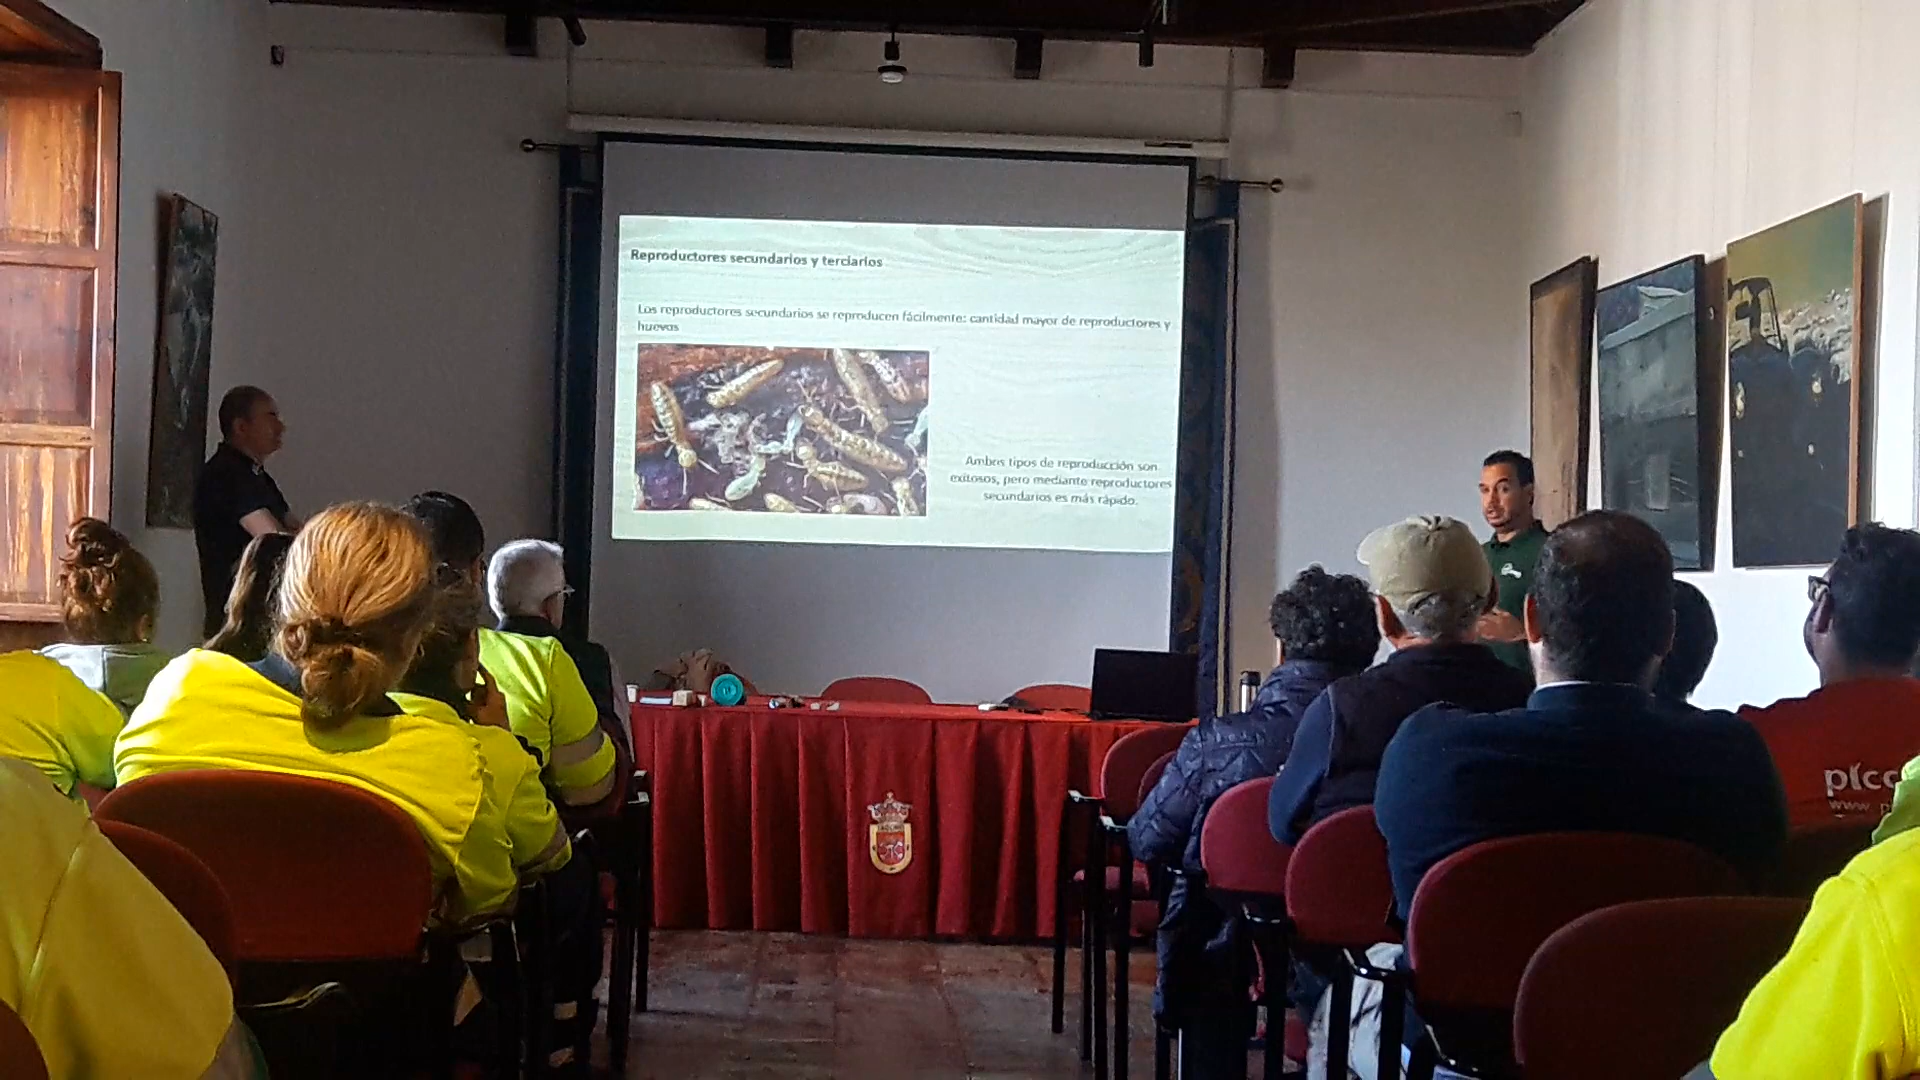 Reproductores secundarios y terciarios
Los reproductores secundarios se reproducen fácilmente: cantidad mayor de reproductores y
huevos
Ambos tipos de reproducción son
exitosos, pero mediante reproductores
secundarios es más rápido.
www.